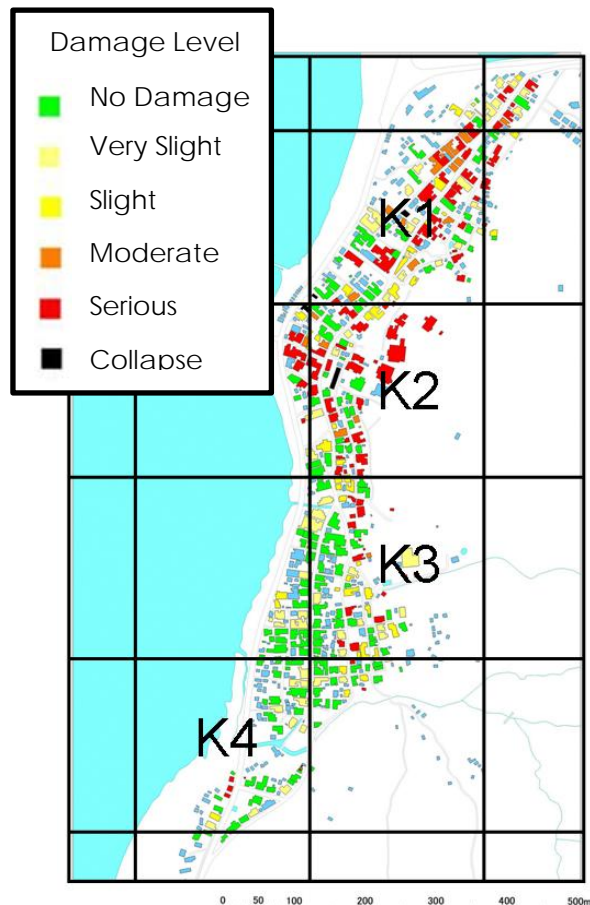 Damage Level
No Damage
Very Slight
Slight
Moderate
Serious
Collapse
K1
K2
K3
K4
0 50 100 200 300 400 500m